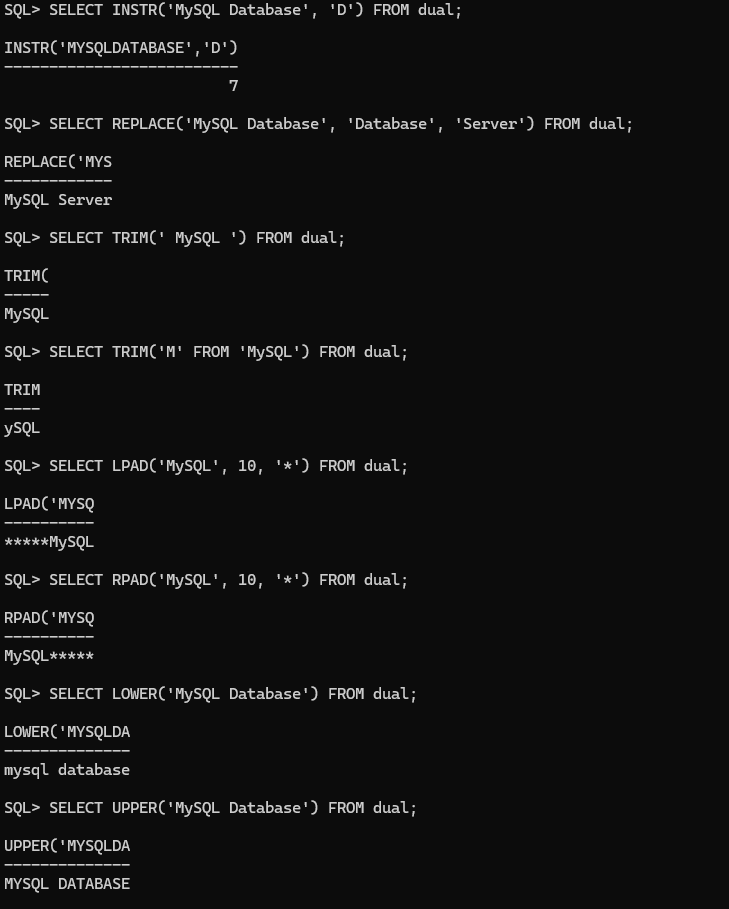 SQL> SELECT INSTR('MySQL Database', 'D') FROM dual;
INSTR('MYSQLDATABASE','D')
--------------------------
                         7
SQL> SELECT REPLACE('MySQL Database', 'Database', 'Server') FROM dual;
REPLACE('MYS
------------
MySQL Server
SQL> SELECT TRIM(' MySQL ') FROM dual;
TRIM(
-----
MySQL
SQL> SELECT TRIM('M' FROM 'MySQL') FROM dual;
TRIM
----
ySQL
SQL> SELECT LPAD('MySQL', 10, '*') FROM dual;
LPAD('MYSQ
----------
*****MySQL
SQL> SELECT RPAD('MySQL', 10, '*') FROM dual;
RPAD('MYSQ
----------
MySQL*****
SQL> SELECT LOWER('MySQL Database') FROM dual;
LOWER('MYSQLDA
--------------
mysql database
SQL> SELECT UPPER('MySQL Database') FROM dual;
UPPER('MYSQLDA
--------------
MYSQL DATABASE